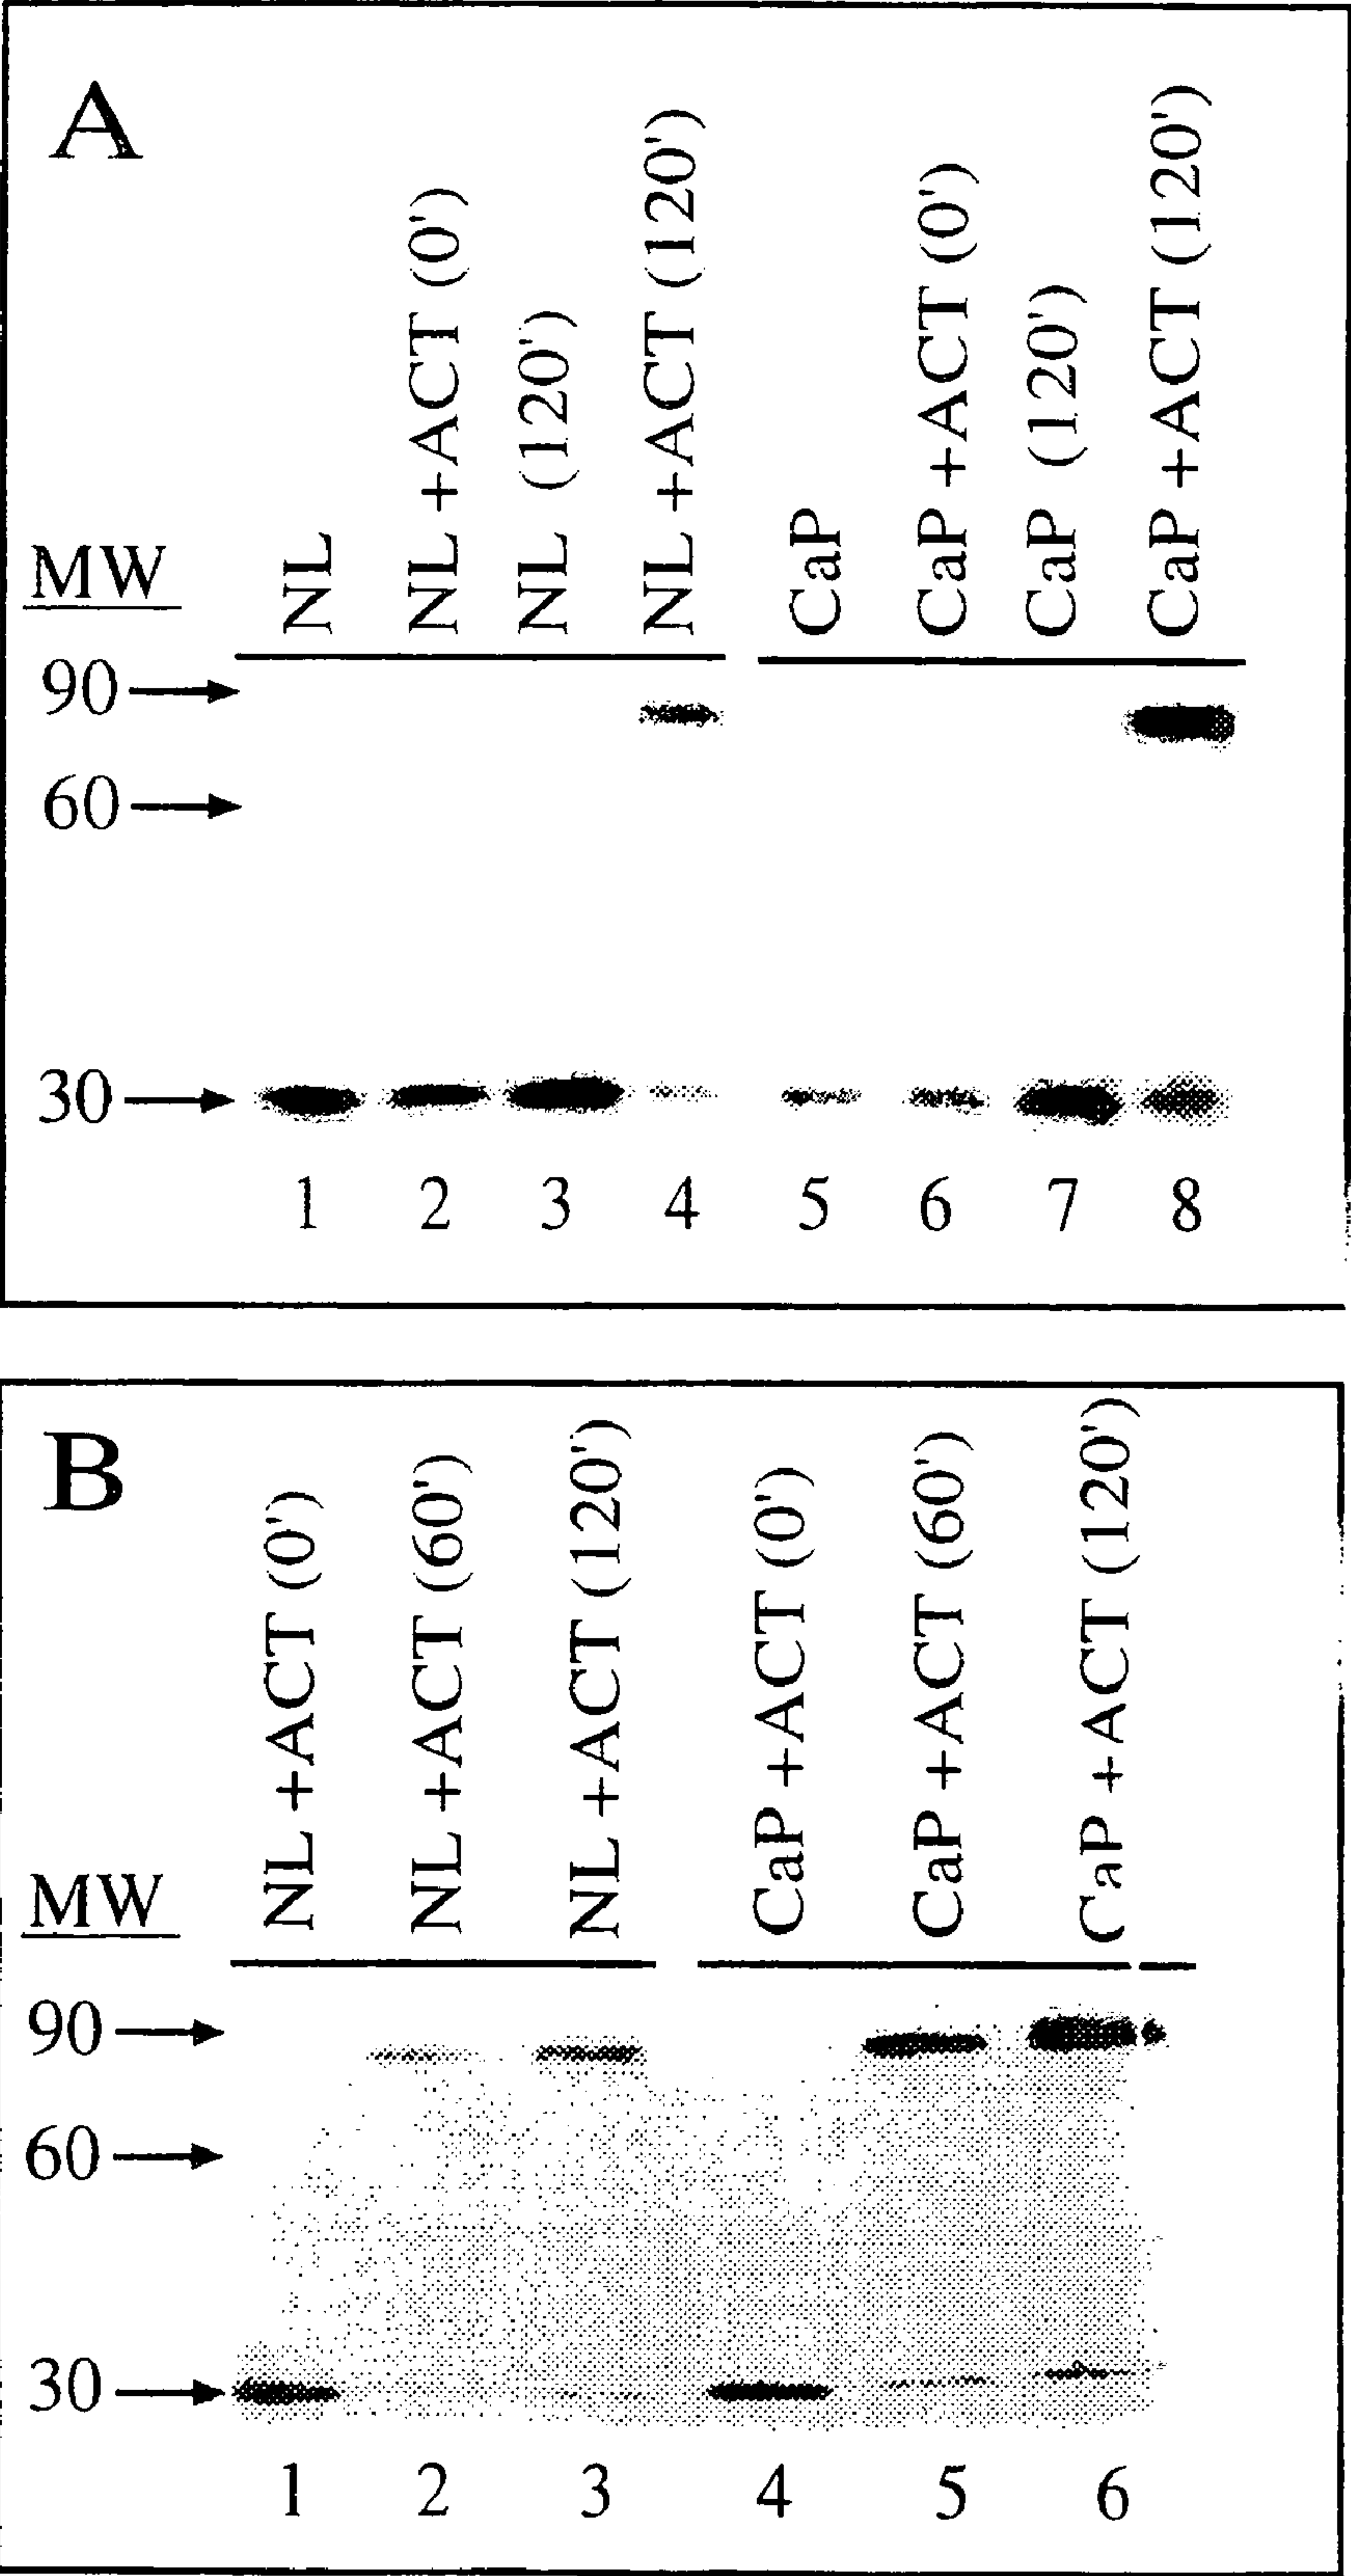 A
NL
NL +ACT (0')
NL (120')
NL +ACT (120')
CaP
CaP +ACT (0')
CaP (120')
CaP +ACT (120')
MW
90
60
30
1 2 3 4 5 6 7 8
B
NL +ACT (0')
NL +ACT (60')
NL +ACT (120')
CaP +ACT (0')
CaP +ACT (60')
CaP +ACT (120')
MW
90
60
30
1 2 3 4 5 6